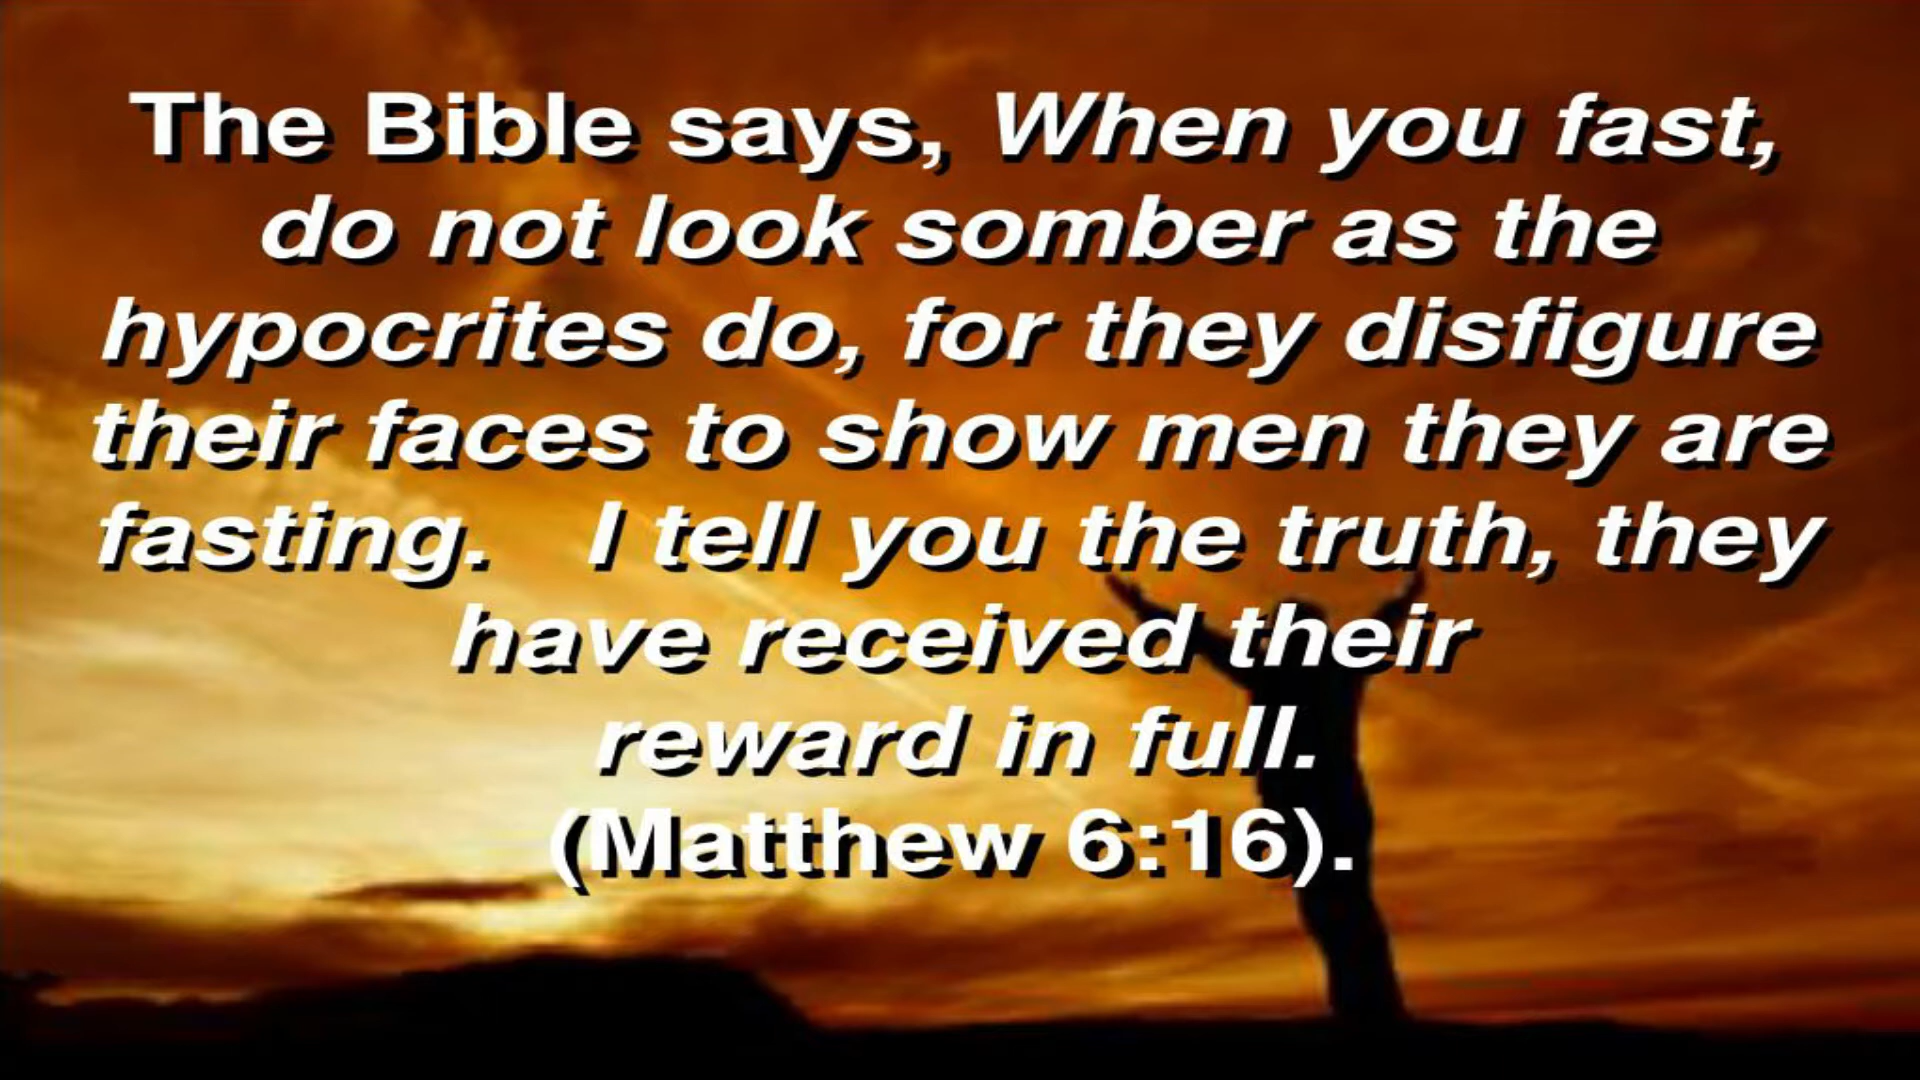 The Bible says, When you fast,
do not look somber as the
hypocrites do, for they disfigure
their faces to show men they are
fasting.   I tell you the truth, they
have received their
reward in full.
(Matthew 6:16).